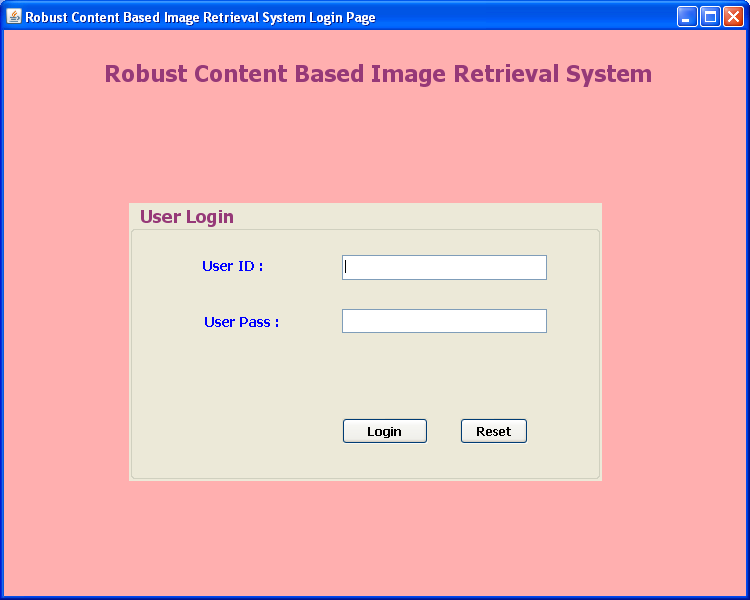 Robust Content Based Image Retrieval System Login Page
Robust Content Based Image Retrieval System
User Login
User ID :
User Pass :
Login Reset